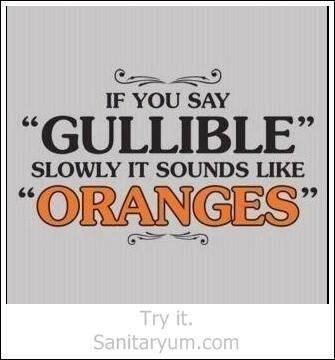 IF YOU SAY
“GULLIBLE”
SLOWLY IT SOUNDS LIKE
“ORANGES”
Try it.
Sanitaryum.com